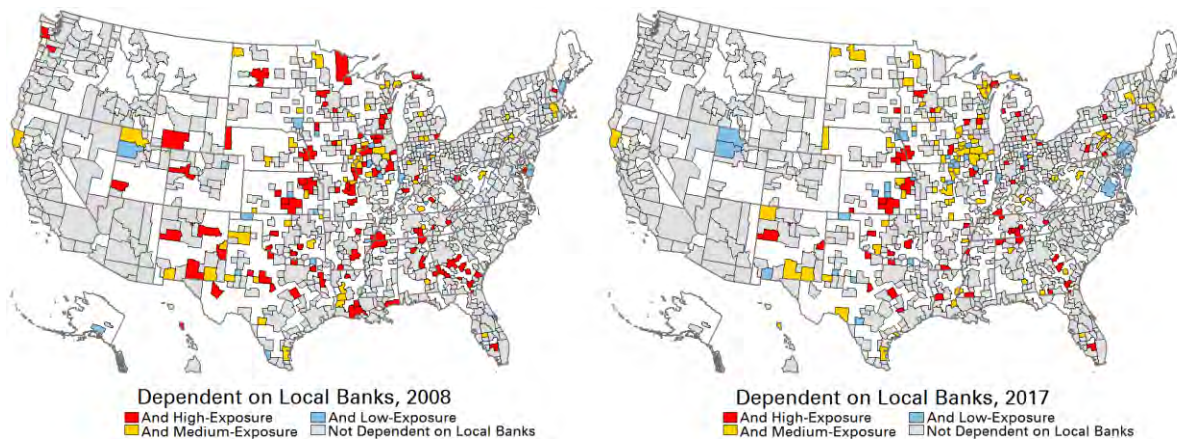 Dependent on Local Banks, 2008
And High-Exposure And Low-Exposure
And Medium-Exposure Not Dependent on Local Banks
Dependent on Local Banks, 2017
And High-Exposure And Low-Exposure
And Medium-Exposure Not Dependent on Local Banks